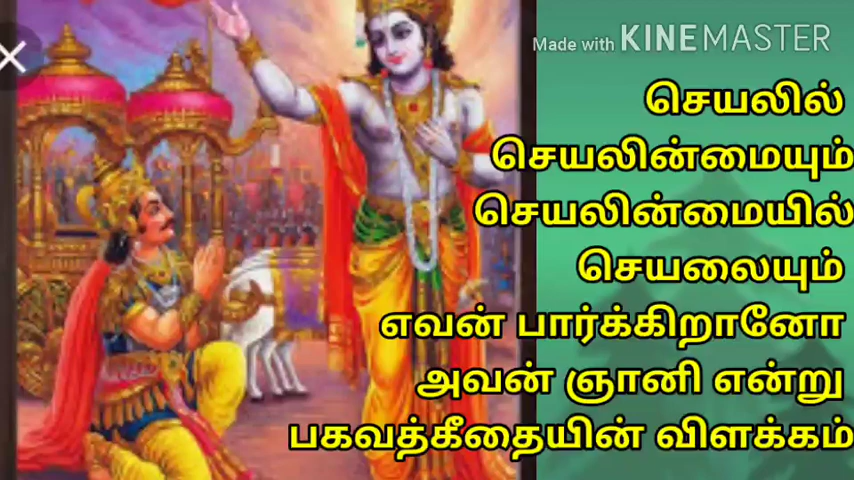 Made with KINEMASTER
செயலில்
செயலின்மையும்
செயலின்மையில்
செயலையும்
எவன் பார்க்கிறானோ
அவன் ஞானி என்று
பகவத்கீதையின் விளக்கம்